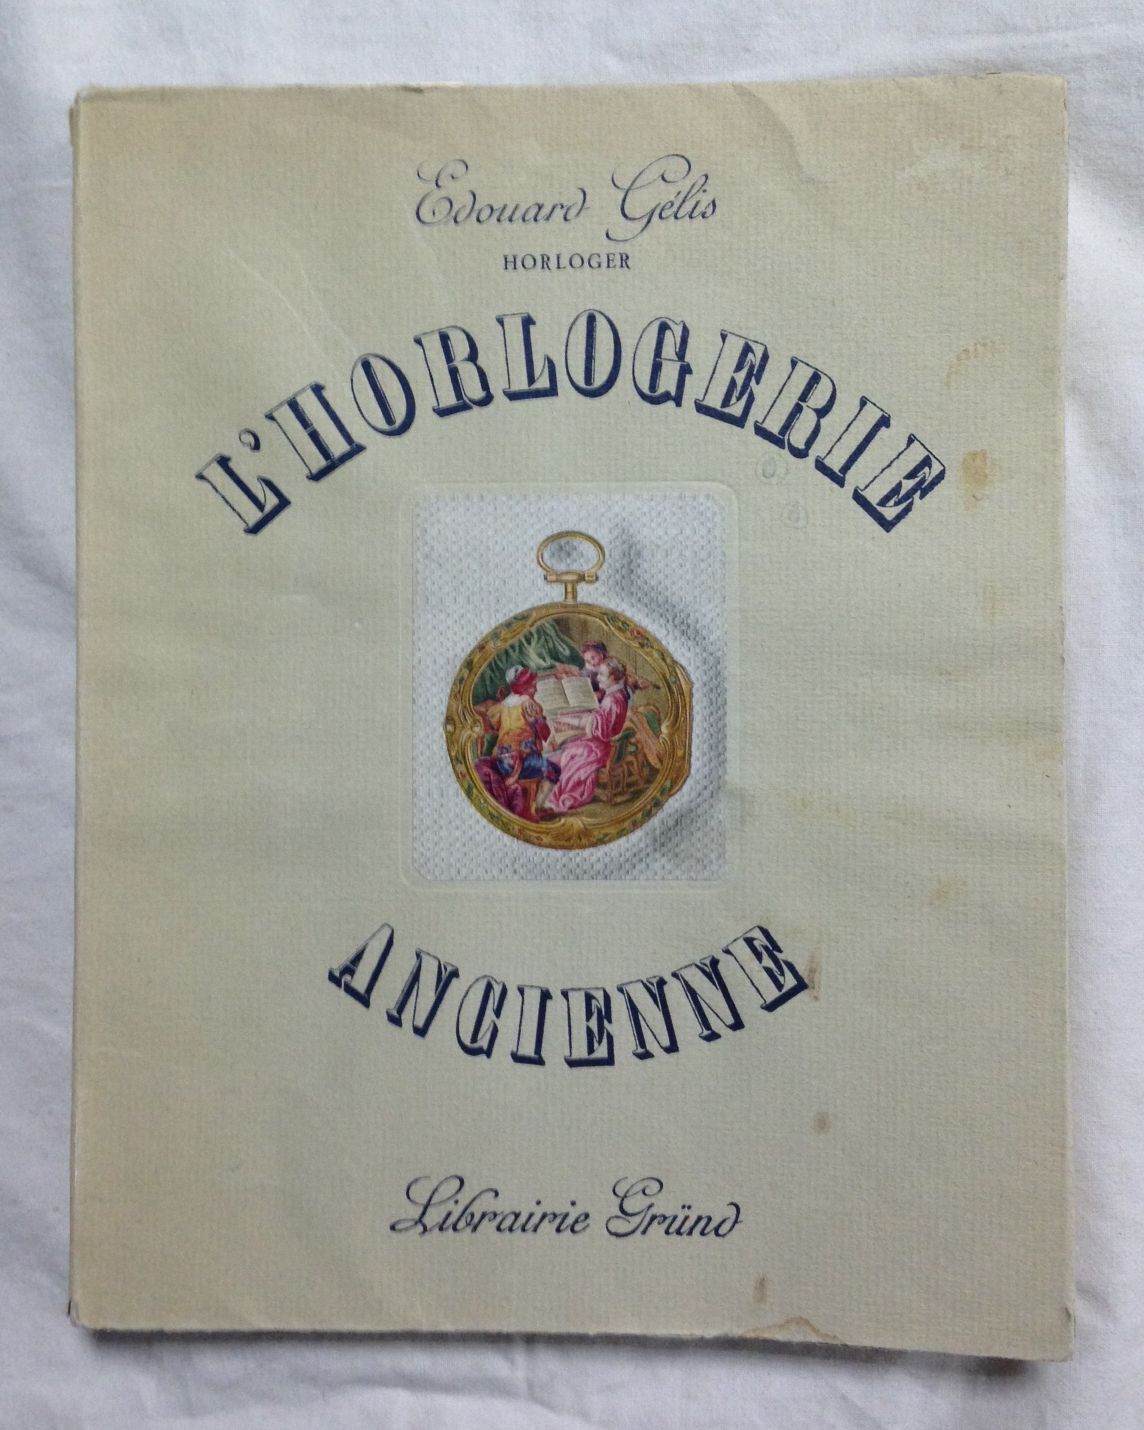 Edouard Gélis
HORLOGER
L'HORLOGERIE
ANCIENNE
Librairie Gründ